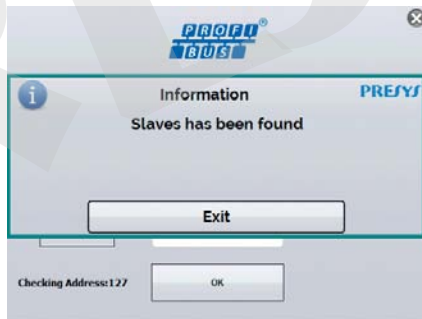 PROFI®
BUS
Information
PRESYS
Slaves has been found
Exit
Checking Address:127
OK